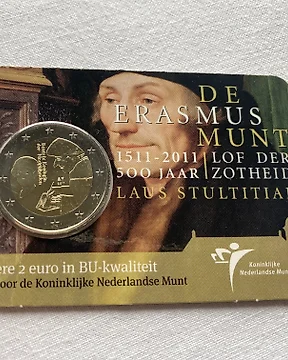 DE
ERASMUS
MUNT
1511-2011 LOF DER
500 JAAR ZOTHEID
LAUS STULTITIA
ere 2 euro in BU-kwaliteit
oor de Koninklijke Nederlandse Munt
Koninklijke
Nederlandse Munt